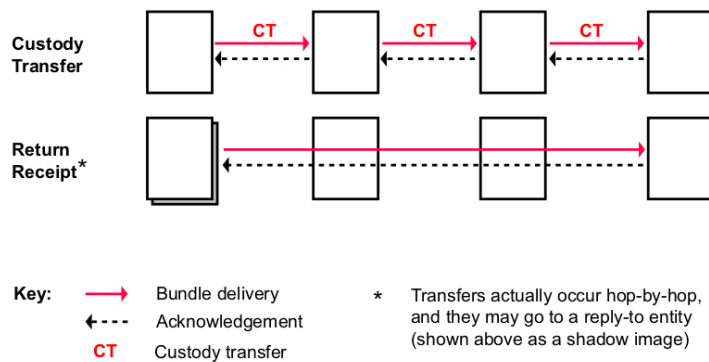 CT CT CT
Custody
Transfer
Return
Receipt*
Key: Bundle delivery * Transfers actually occur hop-by-hop,
Acknowledgement and they may go to a reply-to entity
CT Custody transfer (shown above as a shadow image)